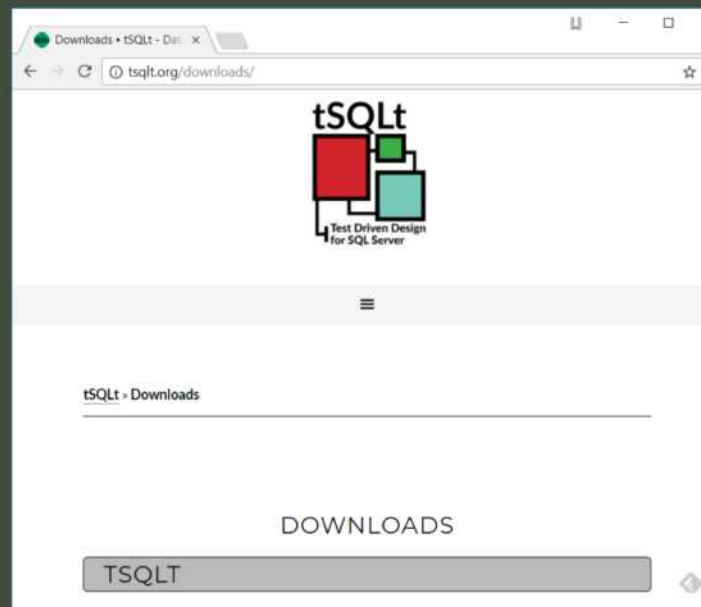 Downloads • tSQLt - Dat
tsqlt.org/downloads/
tSQLt
Test Driven Design
for SQL Server
tSQLt » Downloads
DOWNLOADS
TSQLT